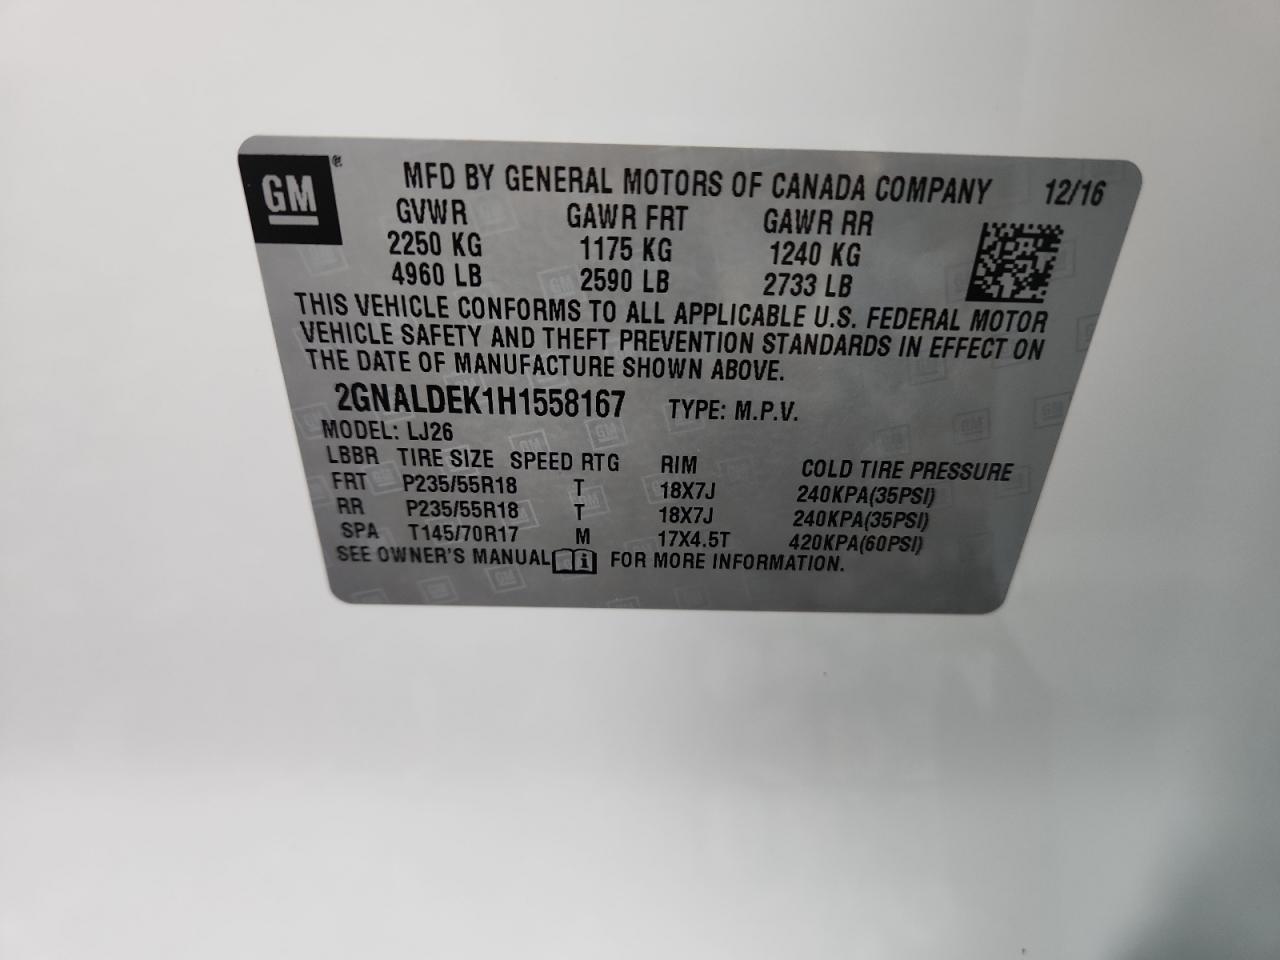 GM ® MFD BY GENERAL MOTORS OF CANADA COMPANY 12/16
GVWR GAWR FRT GAWR RR
2250 KG 1175 KG 1240 KG
4960 LB 2590 LB 2733 LB
THIS VEHICLE CONFORMS TO ALL APPLICABLE U.S. FEDERAL MOTOR
VEHICLE SAFETY AND THEFT PREVENTION STANDARDS IN EFFECT ON
THE DATE OF MANUFACTURE SHOWN ABOVE.
2GNALDEK1H1558167 TYPE: M.P.V.
MODEL: LJ26
LBBR TIRE SIZE SPEED RTG RIM COLD TIRE PRESSURE
FRT P235/55R18 T 18X7J 240KPA(35PSI)
RR P235/55R18 T 18X7J 240KPA(35PSI)
SPA T145/70R17 M 17X4.5T 420KPA(60PSI)
SEE OWNER'S MANUAL i FOR MORE INFORMATION.